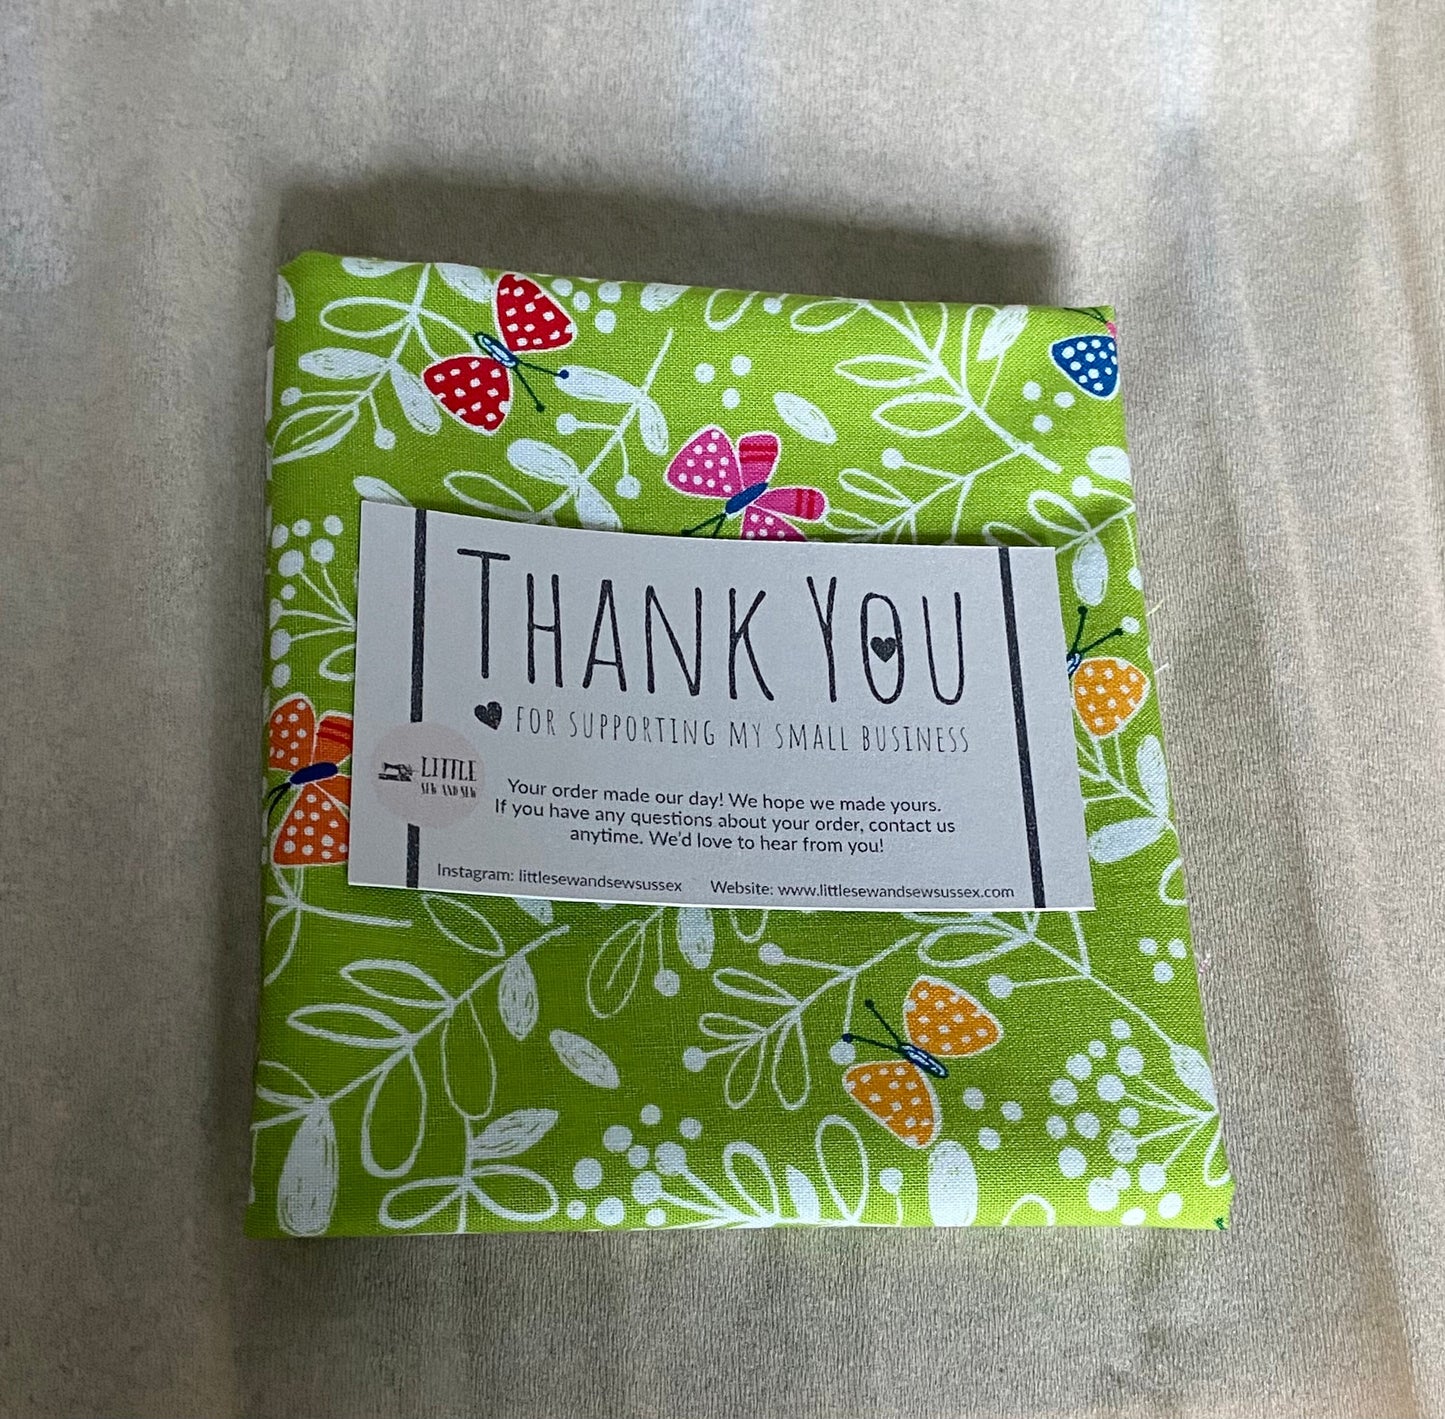 THANK YOU
FOR SUPPORTING MY SMALL BUSINESS
LITTLE
SEW AND SEW
Your order made our day! We hope we made yours.
If you have any questions about your order, contact us
anytime. We'd love to hear from you!
Instagram: littlesewandsewsussex Website: www.littlesewandsewsussex.com